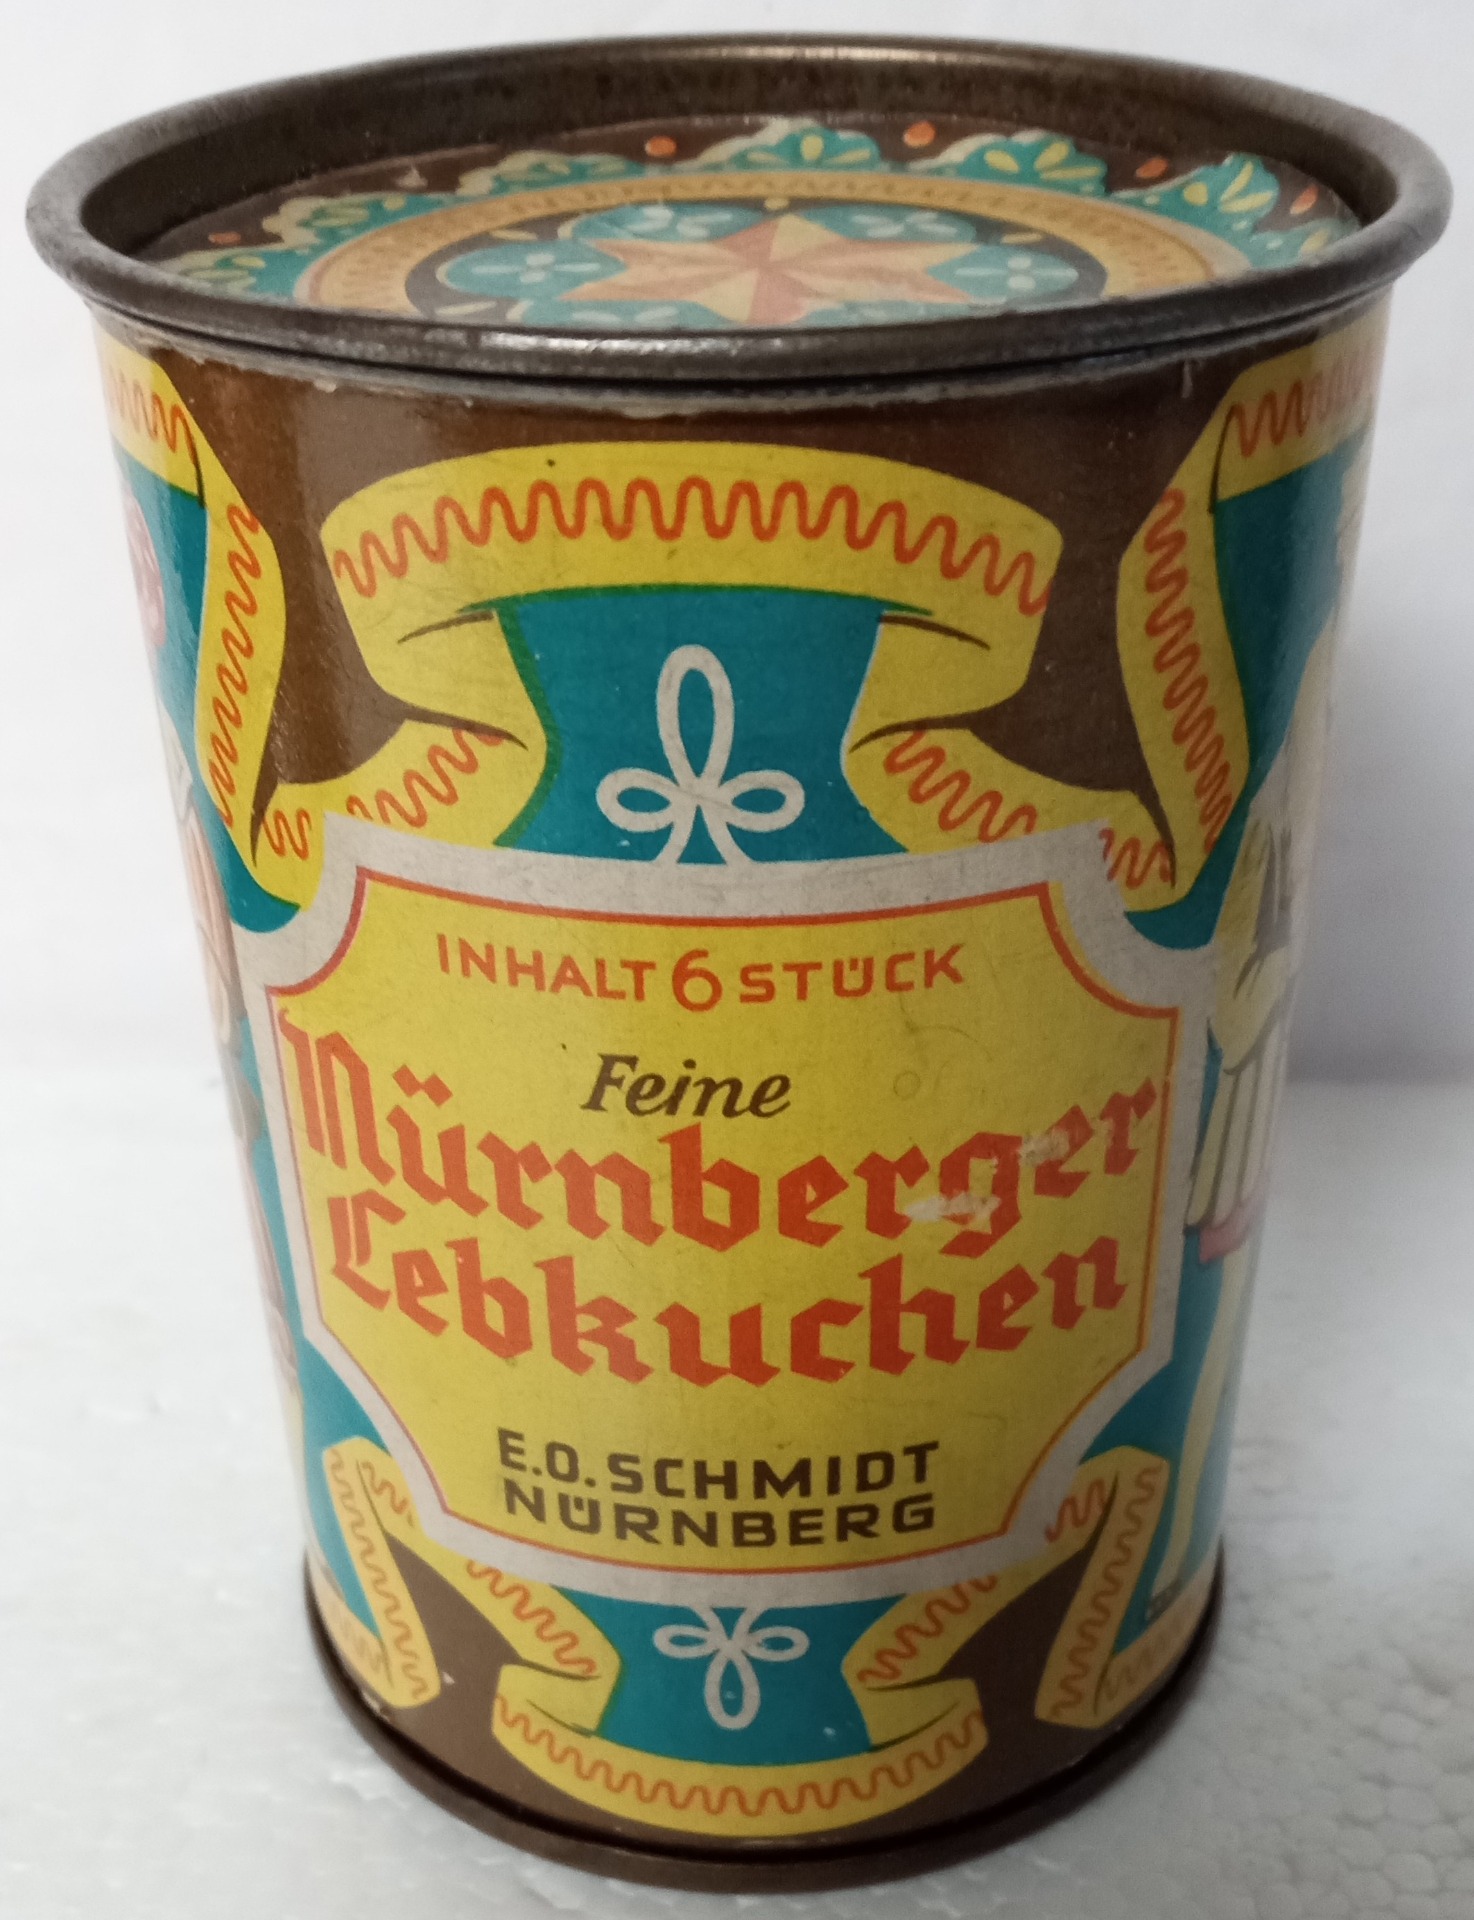 INHALT 6 STÜCK
Feine
Nürnberger
Lebkuchen
E.O. SCHMIDT
NÜRNBERG